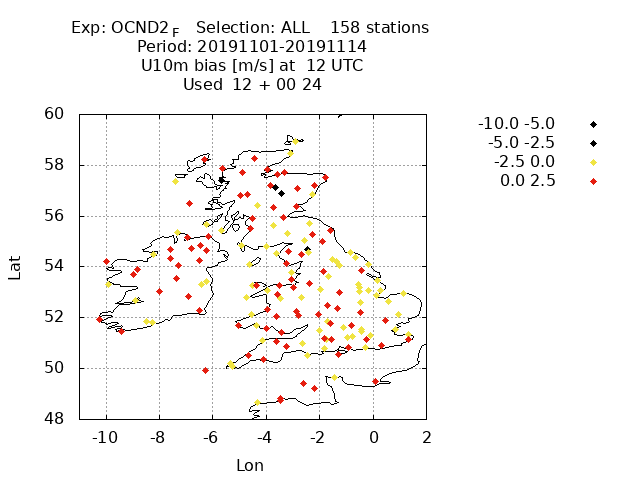 Exp: OCND2F   Selection: ALL    158 stations
Period: 20191101-20191114
U10m bias [m/s] at  12 UTC
Used  12 + 00 24
-10.0 -5.0
-5.0 -2.5
-2.5 0.0
0.0 2.5
60
58
56
54
52
50
48
Lat
-10 -8 -6 -4 -2 0 2
Lon